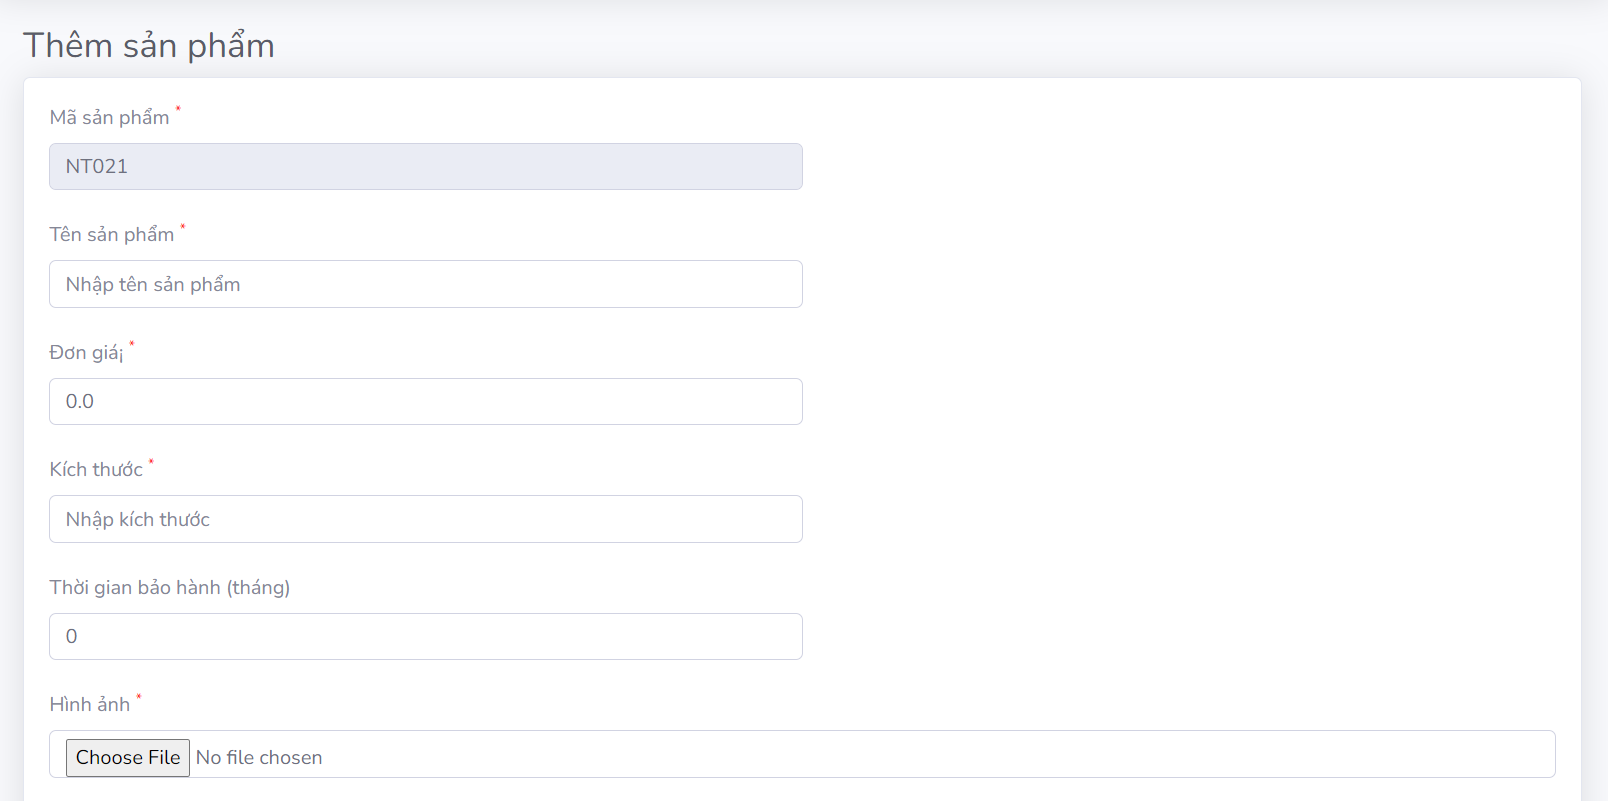 Thêm sản phẩm
Mã sản phẩm *
NT021
Tên sản phẩm *
Nhập tên sản phẩm
Đơn giá¡ *
0.0
Kích thước *
Nhập kích thước
Thời gian bảo hành (tháng)
0
Hình ảnh *
Choose File No file chosen